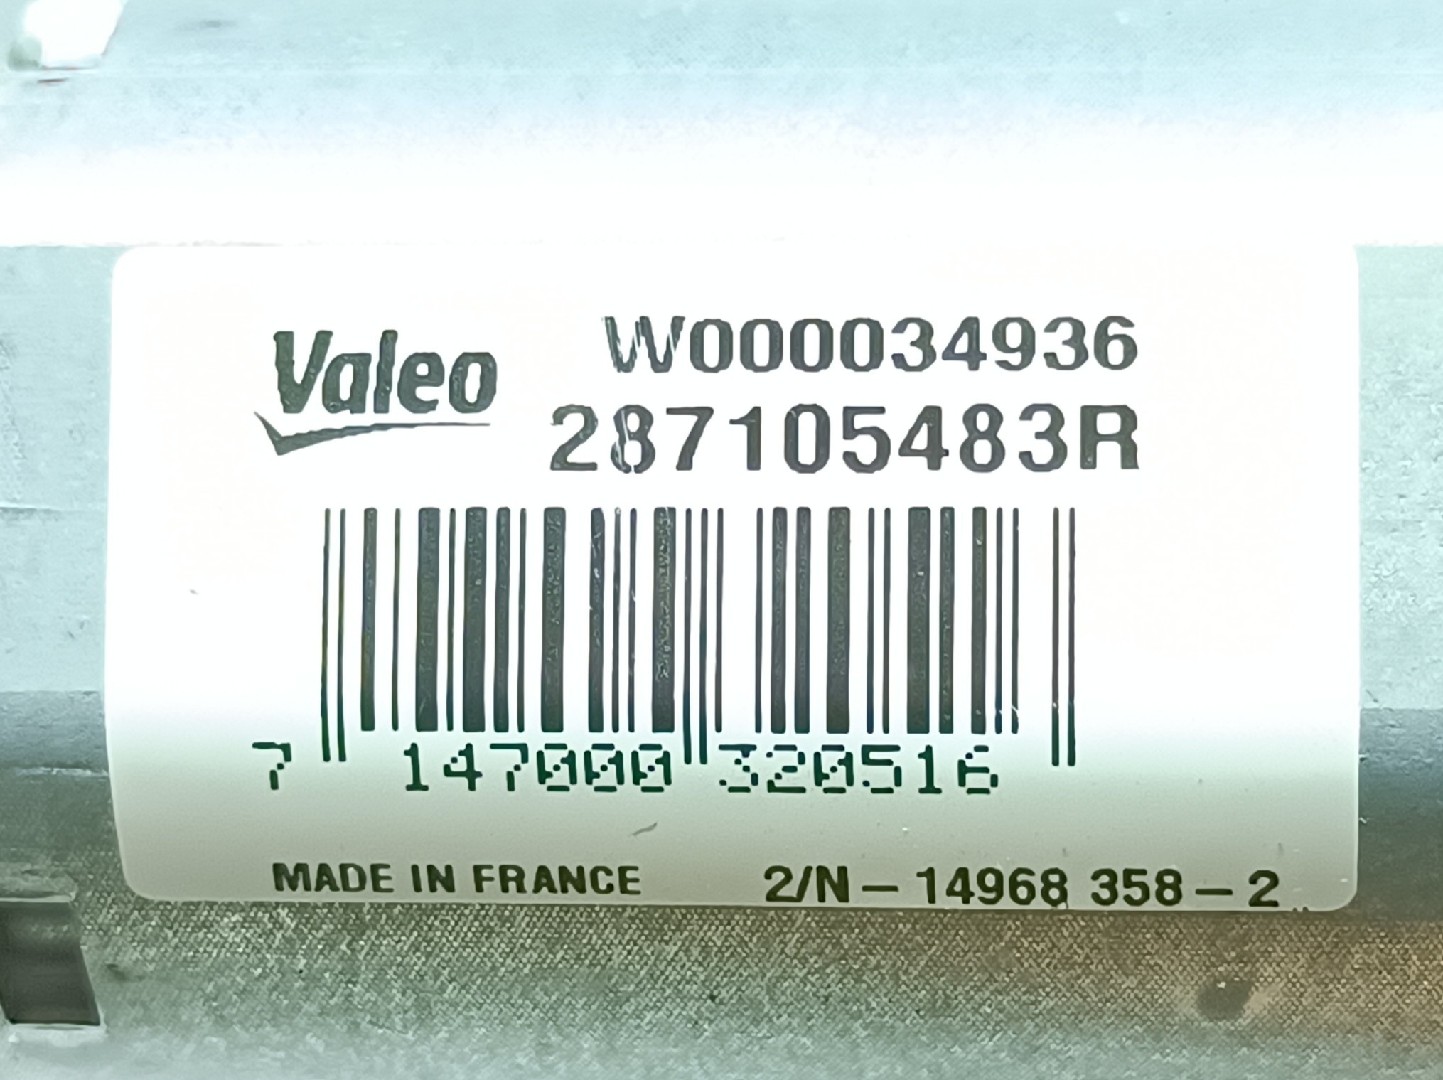 Valeo
W000034936
287105483R
7 147000 320516
MADE IN FRANCE
2/N – 14968 358 – 2